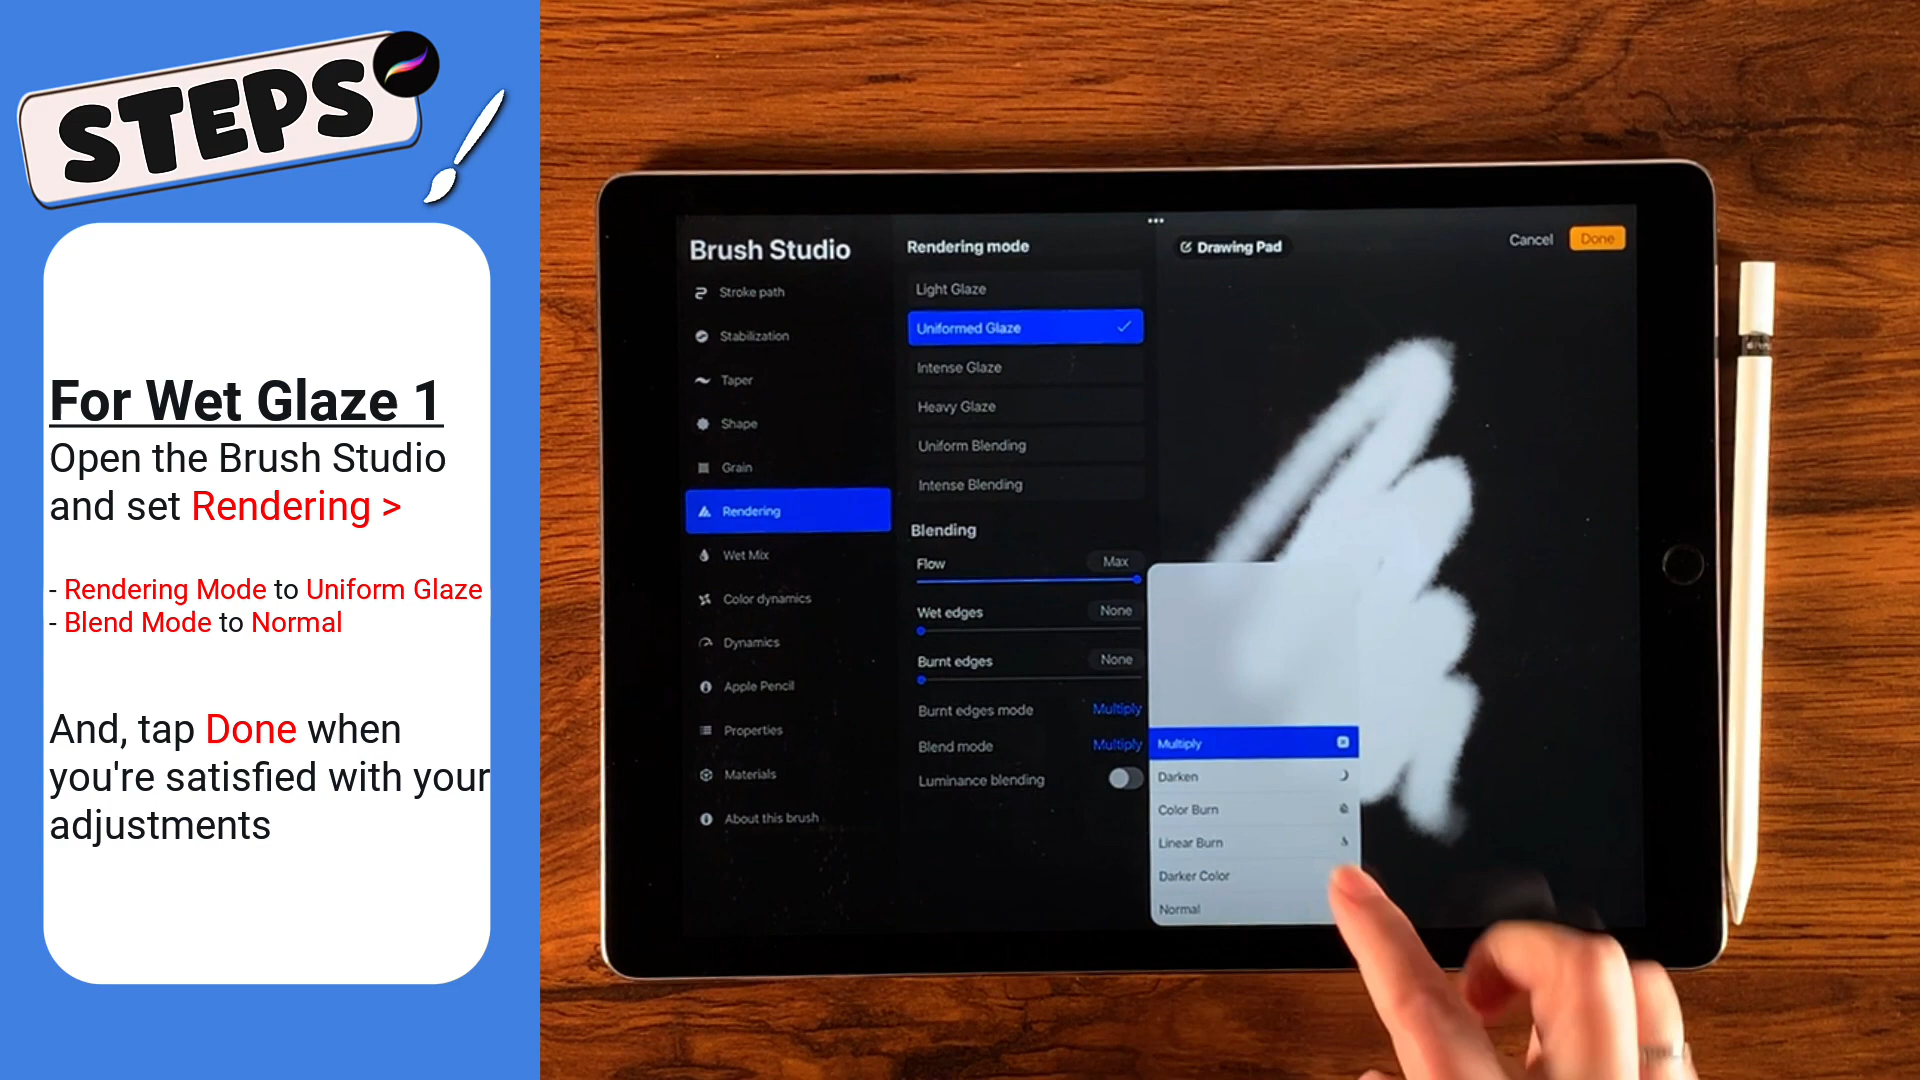 STEPS
For Wet Glaze 1
Open the Brush Studio
and set Rendering >
- Rendering Mode to Uniform Glaze
- Blend Mode to Normal
And, tap Done when
you're satisfied with your
adjustments
Brush Studio
Stroke path
Stabilization
Taper
Shape
Grain
Rendering
Wet Mix
Color dynamics
Dynamics
Apple Pencil
Properties
Materials
About this brush
Rendering mode
Light Glaze
Uniformed Glaze
Intense Glaze
Heavy Glaze
Uniform Blending
Intense Blending
Blending
Flow Max
Wet edges None
Burnt edges None
Burnt edges mode Multiply
Blend mode Multiply
Luminance blending
Drawing Pad
Cancel Done
Multiply
Darken
Color Burn
Linear Burn
Darker Color
Normal